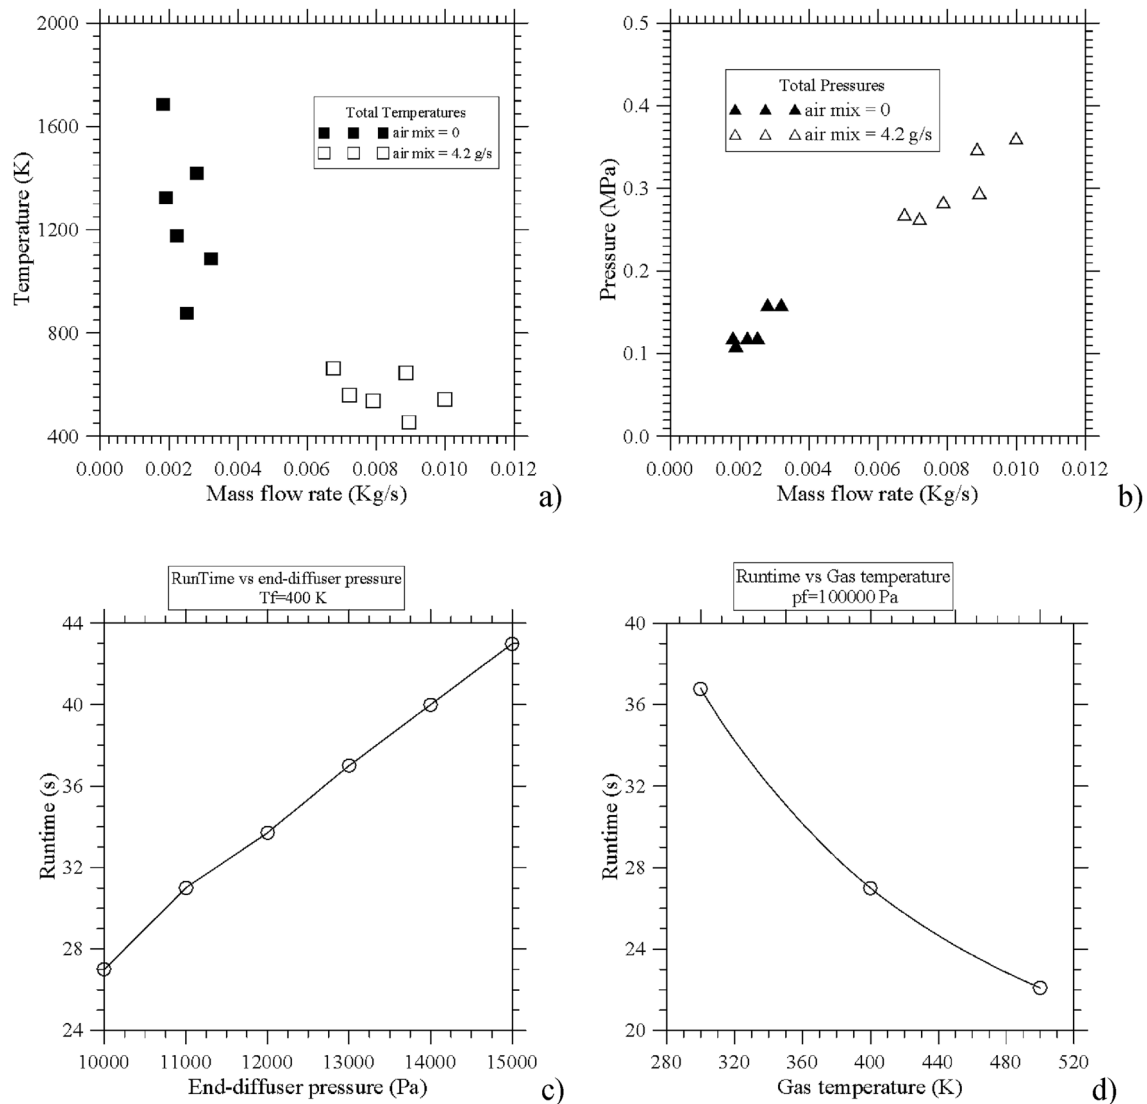 2000
1600
1200
800
400
Temperature (K)
Total Temperatures
air mix = 0
air mix = 4.2 g/s
0.000 0.002 0.004 0.006 0.008 0.010 0.012
Mass flow rate (Kg/s)
a)
0.5
0.4
0.3
0.2
0.1
0.0
Pressure (MPa)
Total Pressures
air mix = 0
air mix = 4.2 g/s
0.000 0.002 0.004 0.006 0.008 0.010 0.012
Mass flow rate (Kg/s)
b)
RunTime vs end-diffuser pressure
Tf=400 K
44
40
36
32
28
24
Runtime (s)
10000 11000 12000 13000 14000 15000
End-diffuser pressure (Pa)
c)
Runtime vs Gas temperature
pf=100000 Pa
40
36
32
28
24
20
Runtime (s)
280 320 360 400 440 480 520
Gas temperature (K)
d)